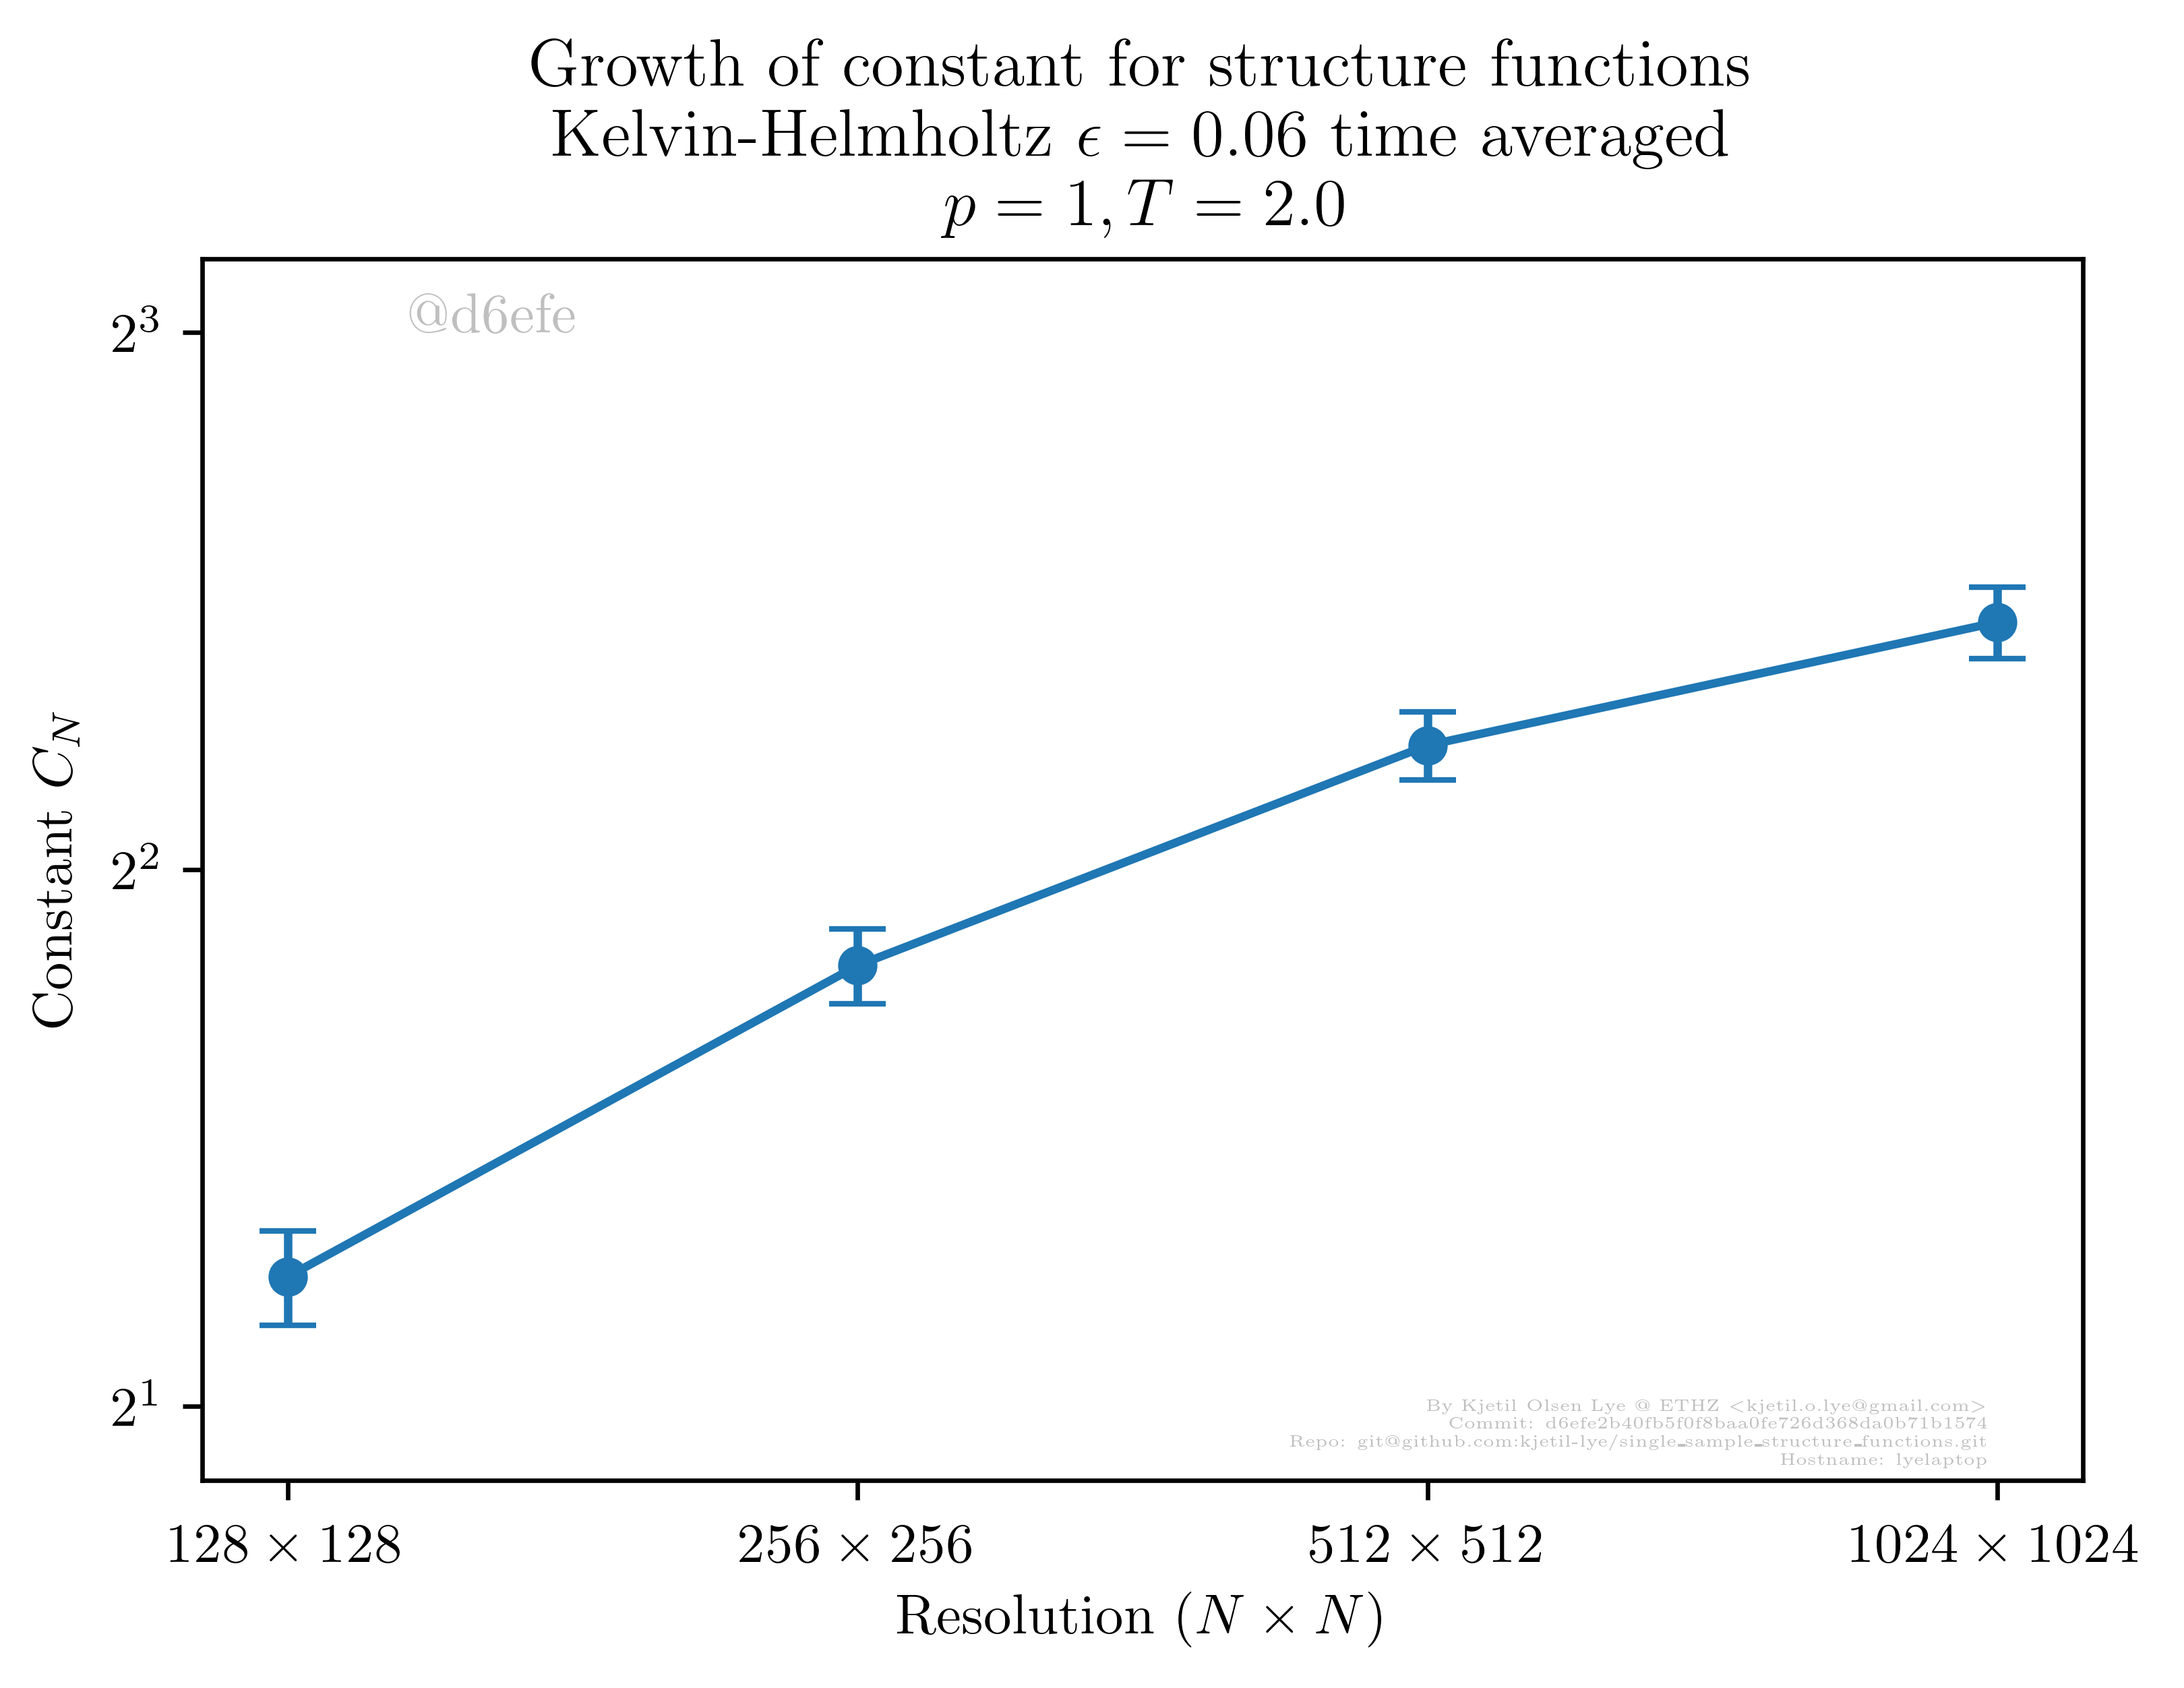 Growth of constant for structure functions
Kelvin-Helmholtz ϵ = 0.06 time averaged
p = 1, T = 2.0
@d6efe
2³
2²
2¹
Constant C_N
By Kjetil Olsen Lye @ ETHZ <kjetil.o.lye@gmail.com>
Commit: d6efe2b40fb5f0f8baa0fe726d368da0b71b1574
Repo: git@github.com:kjetil-lye/single_sample_structure_functions.git
Hostname: lyelaptop
128 × 128 256 × 256 512 × 512 1024 × 1024
Resolution (N × N)